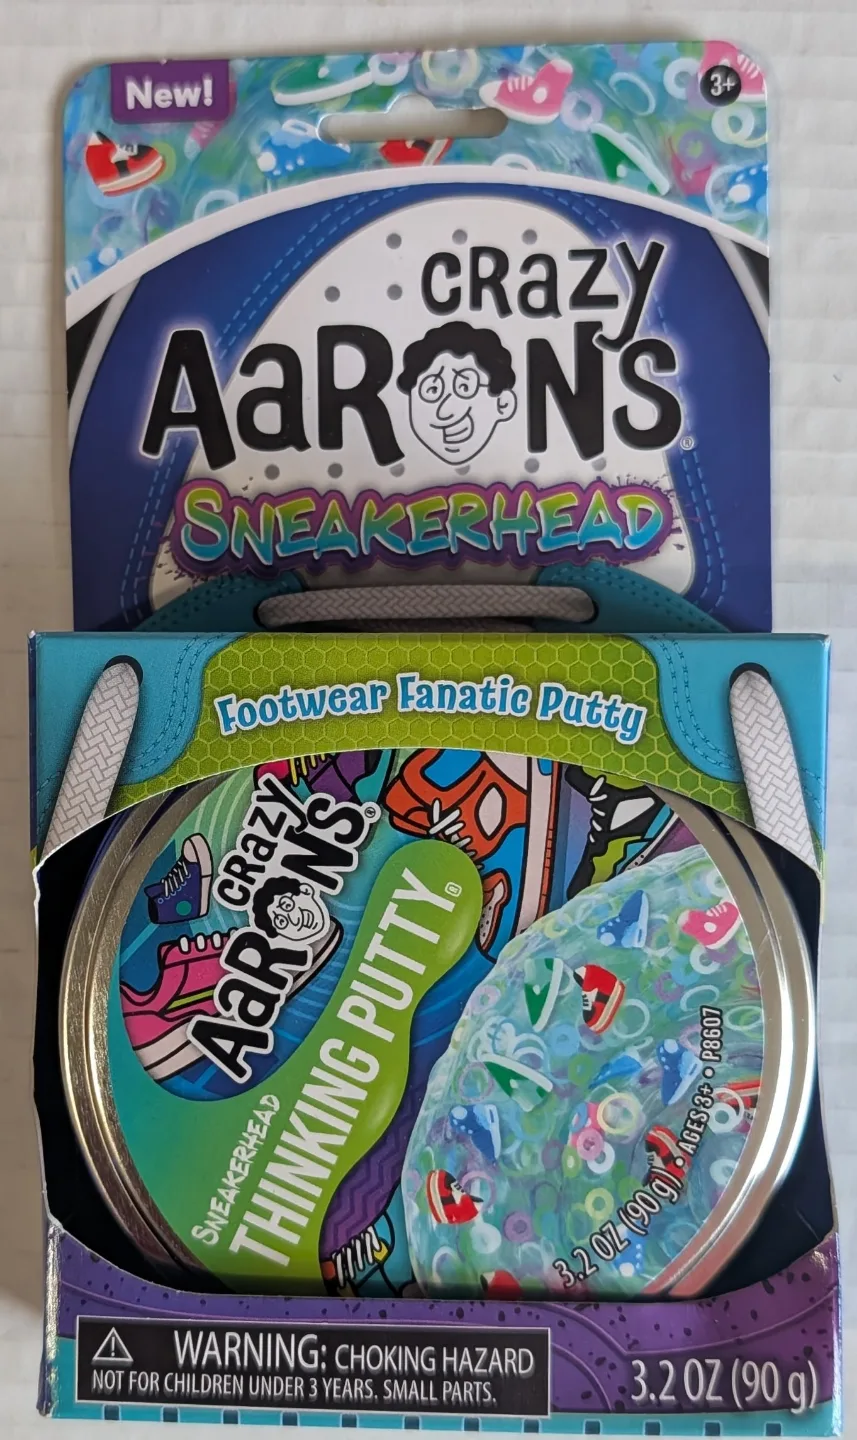 New!
3+
CRazY
AaRONS®
SNEAKERHEAD
Footwear Fanatic Putty
CRazY
AaRONS®
SNEAKERHEAD
THINKING PUTTY®
3.2 OZ (90 g) • AGES 3+ • P8607
WARNING: CHOKING HAZARD
NOT FOR CHILDREN UNDER 3 YEARS. SMALL PARTS.
3.2 OZ (90 g)